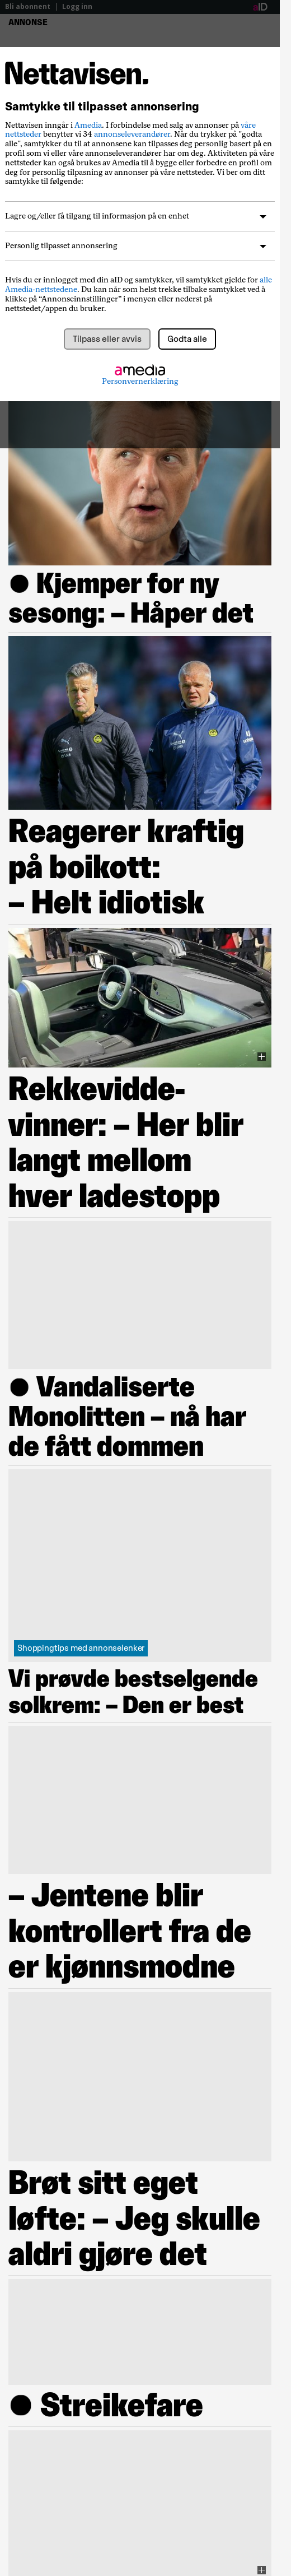 Bli abonnent | Logg inn
aID
ANNONSE
Nettavisen.
Samtykke til tilpasset annonsering
Nettavisen inngår i Amedia. I forbindelse med salg av annonser på våre
nettsteder benytter vi 34 annonseleverandører. Når du trykker på "godta
alle", samtykker du til at annonsene kan tilpasses deg personlig basert på en
profil som vi eller våre annonseleverandører har om deg. Aktiviteten på våre
nettsteder kan også brukes av Amedia til å bygge eller forbedre en profil om
deg for personlig tilpasning av annonser på våre nettsteder. Vi ber om ditt
samtykke til følgende:
Lagre og/eller få tilgang til informasjon på en enhet
Personlig tilpasset annonsering
Hvis du er innlogget med din aID og samtykker, vil samtykket gjelde for alle
Amedia-nettstedene. Du kan når som helst trekke tilbake samtykket ved å
klikke på “Annonseinnstillinger” i menyen eller nederst på
nettstedet/appen du bruker.
Tilpass eller avvis
Godta alle
amedia
Personvernerklæring
● Kjemper for ny
sesong: – Håper det
Reagerer kraftig
på boikott:
– Helt idiotisk
Rekkevidde-
vinner: – Her blir
langt mellom
hver ladestopp
● Vandaliserte
Monolitten – nå har
de fått dommen
Shoppingtips med annonselenker
Vi prøvde bestselgende
solkrem: – Den er best
– Jentene blir
kontrollert fra de
er kjønnsmodne
Brøt sitt eget
løfte: – Jeg skulle
aldri gjøre det
● Streikefare